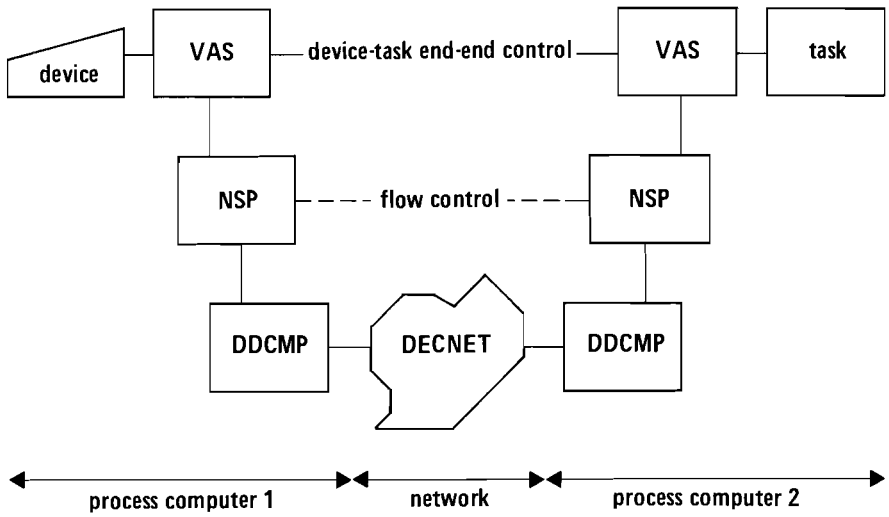 device
VAS
device-task end-end control
VAS
task
NSP
flow control
NSP
DDCMP
DECNET
DDCMP
process computer 1
network
process computer 2